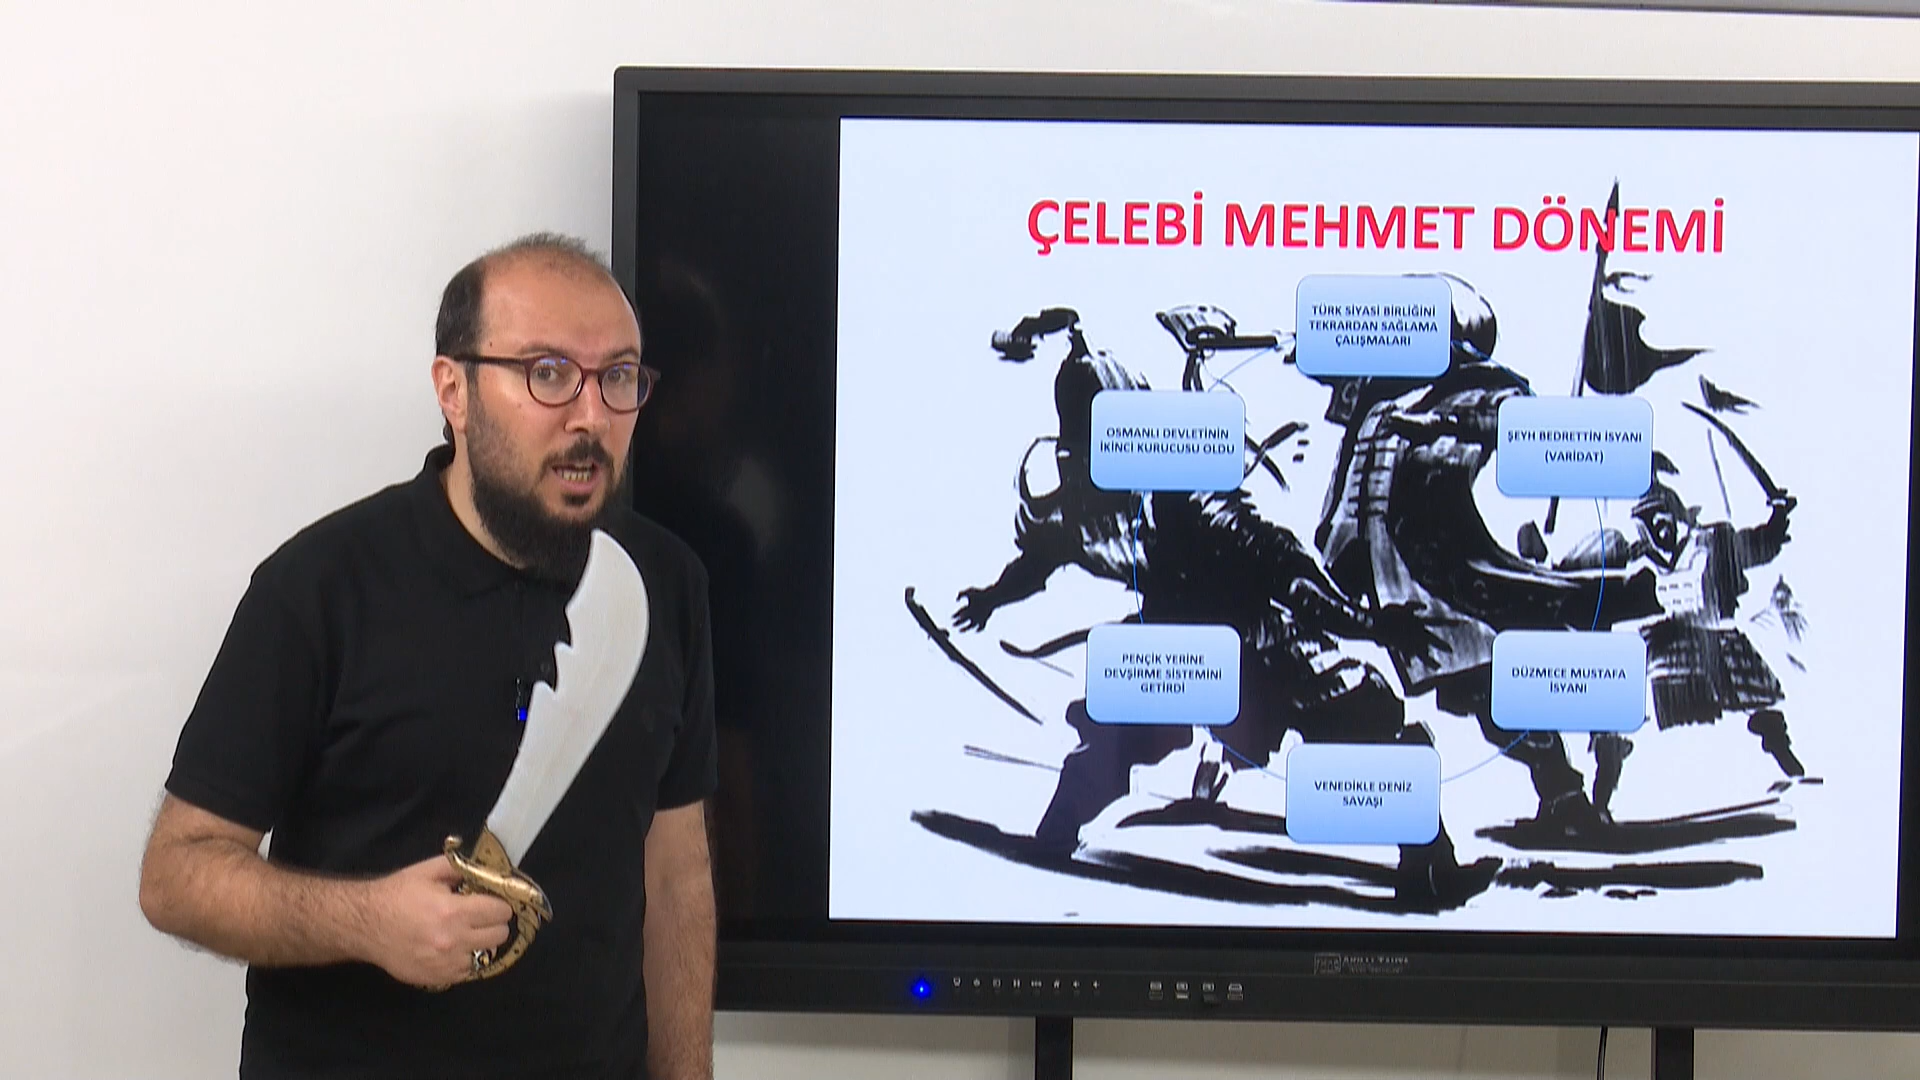 ÇELEBİ MEHMET DÖNEMİ
TÜRK SİYASİ BİRLİĞİNİ
TEKRARDAN SAĞLAMA
ÇALIŞMALARI
ŞEYH BEDRETTİN İSYANI
(VARİDAT)
DÜZMECE MUSTAFA
İSYANI
VENEDİKLE DENİZ
SAVAŞI
PENÇİK YERİNE
DEVŞİRME SİSTEMİNİ
GETİRDİ
OSMANLI DEVLETİNİN
İKİNCİ KURUCUSU OLDU